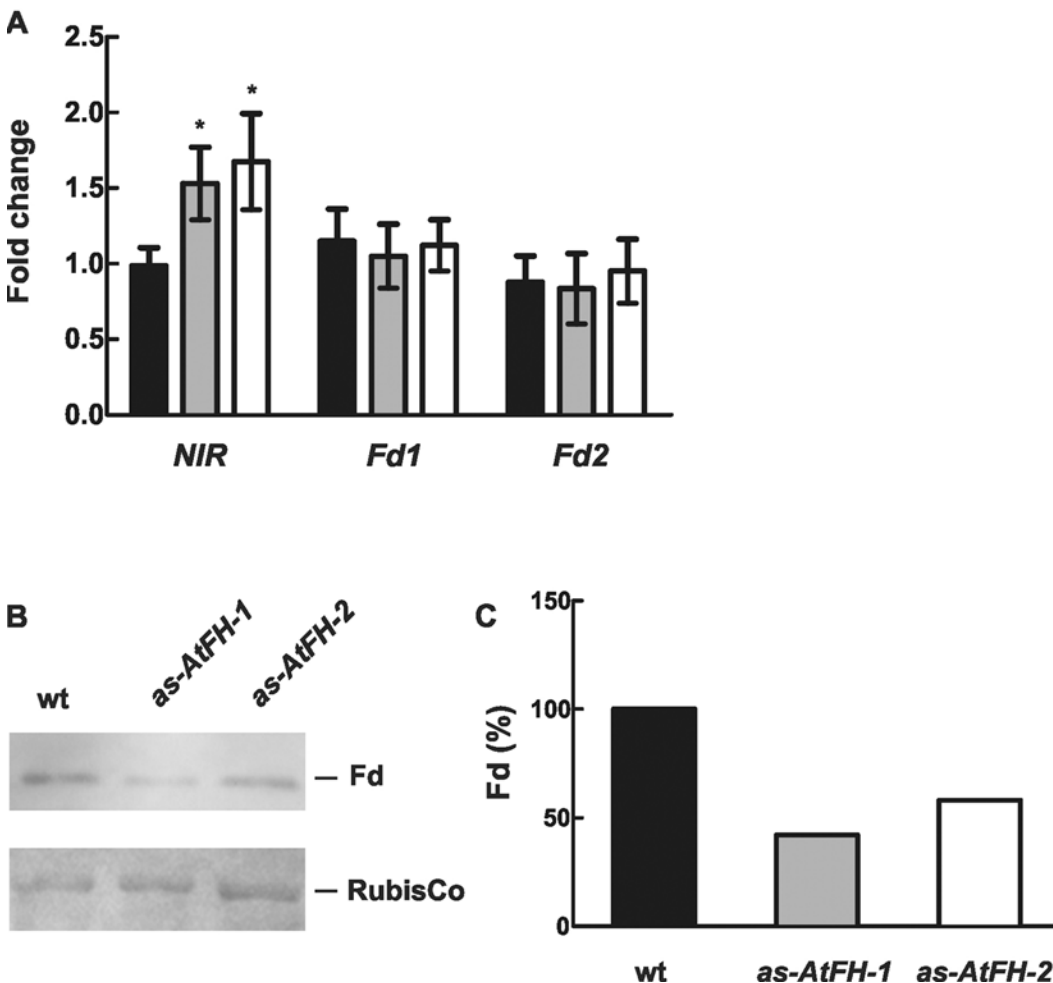 A
Fold change
2.5
2.0
1.5
1.0
0.5
0.0
*
*
NIR
Fd1
Fd2
B
wt
as-AtFH-1
as-AtFH-2
– Fd
– RubisCo
C
Fd (%)
150
100
50
0
wt
as-AtFH-1
as-AtFH-2